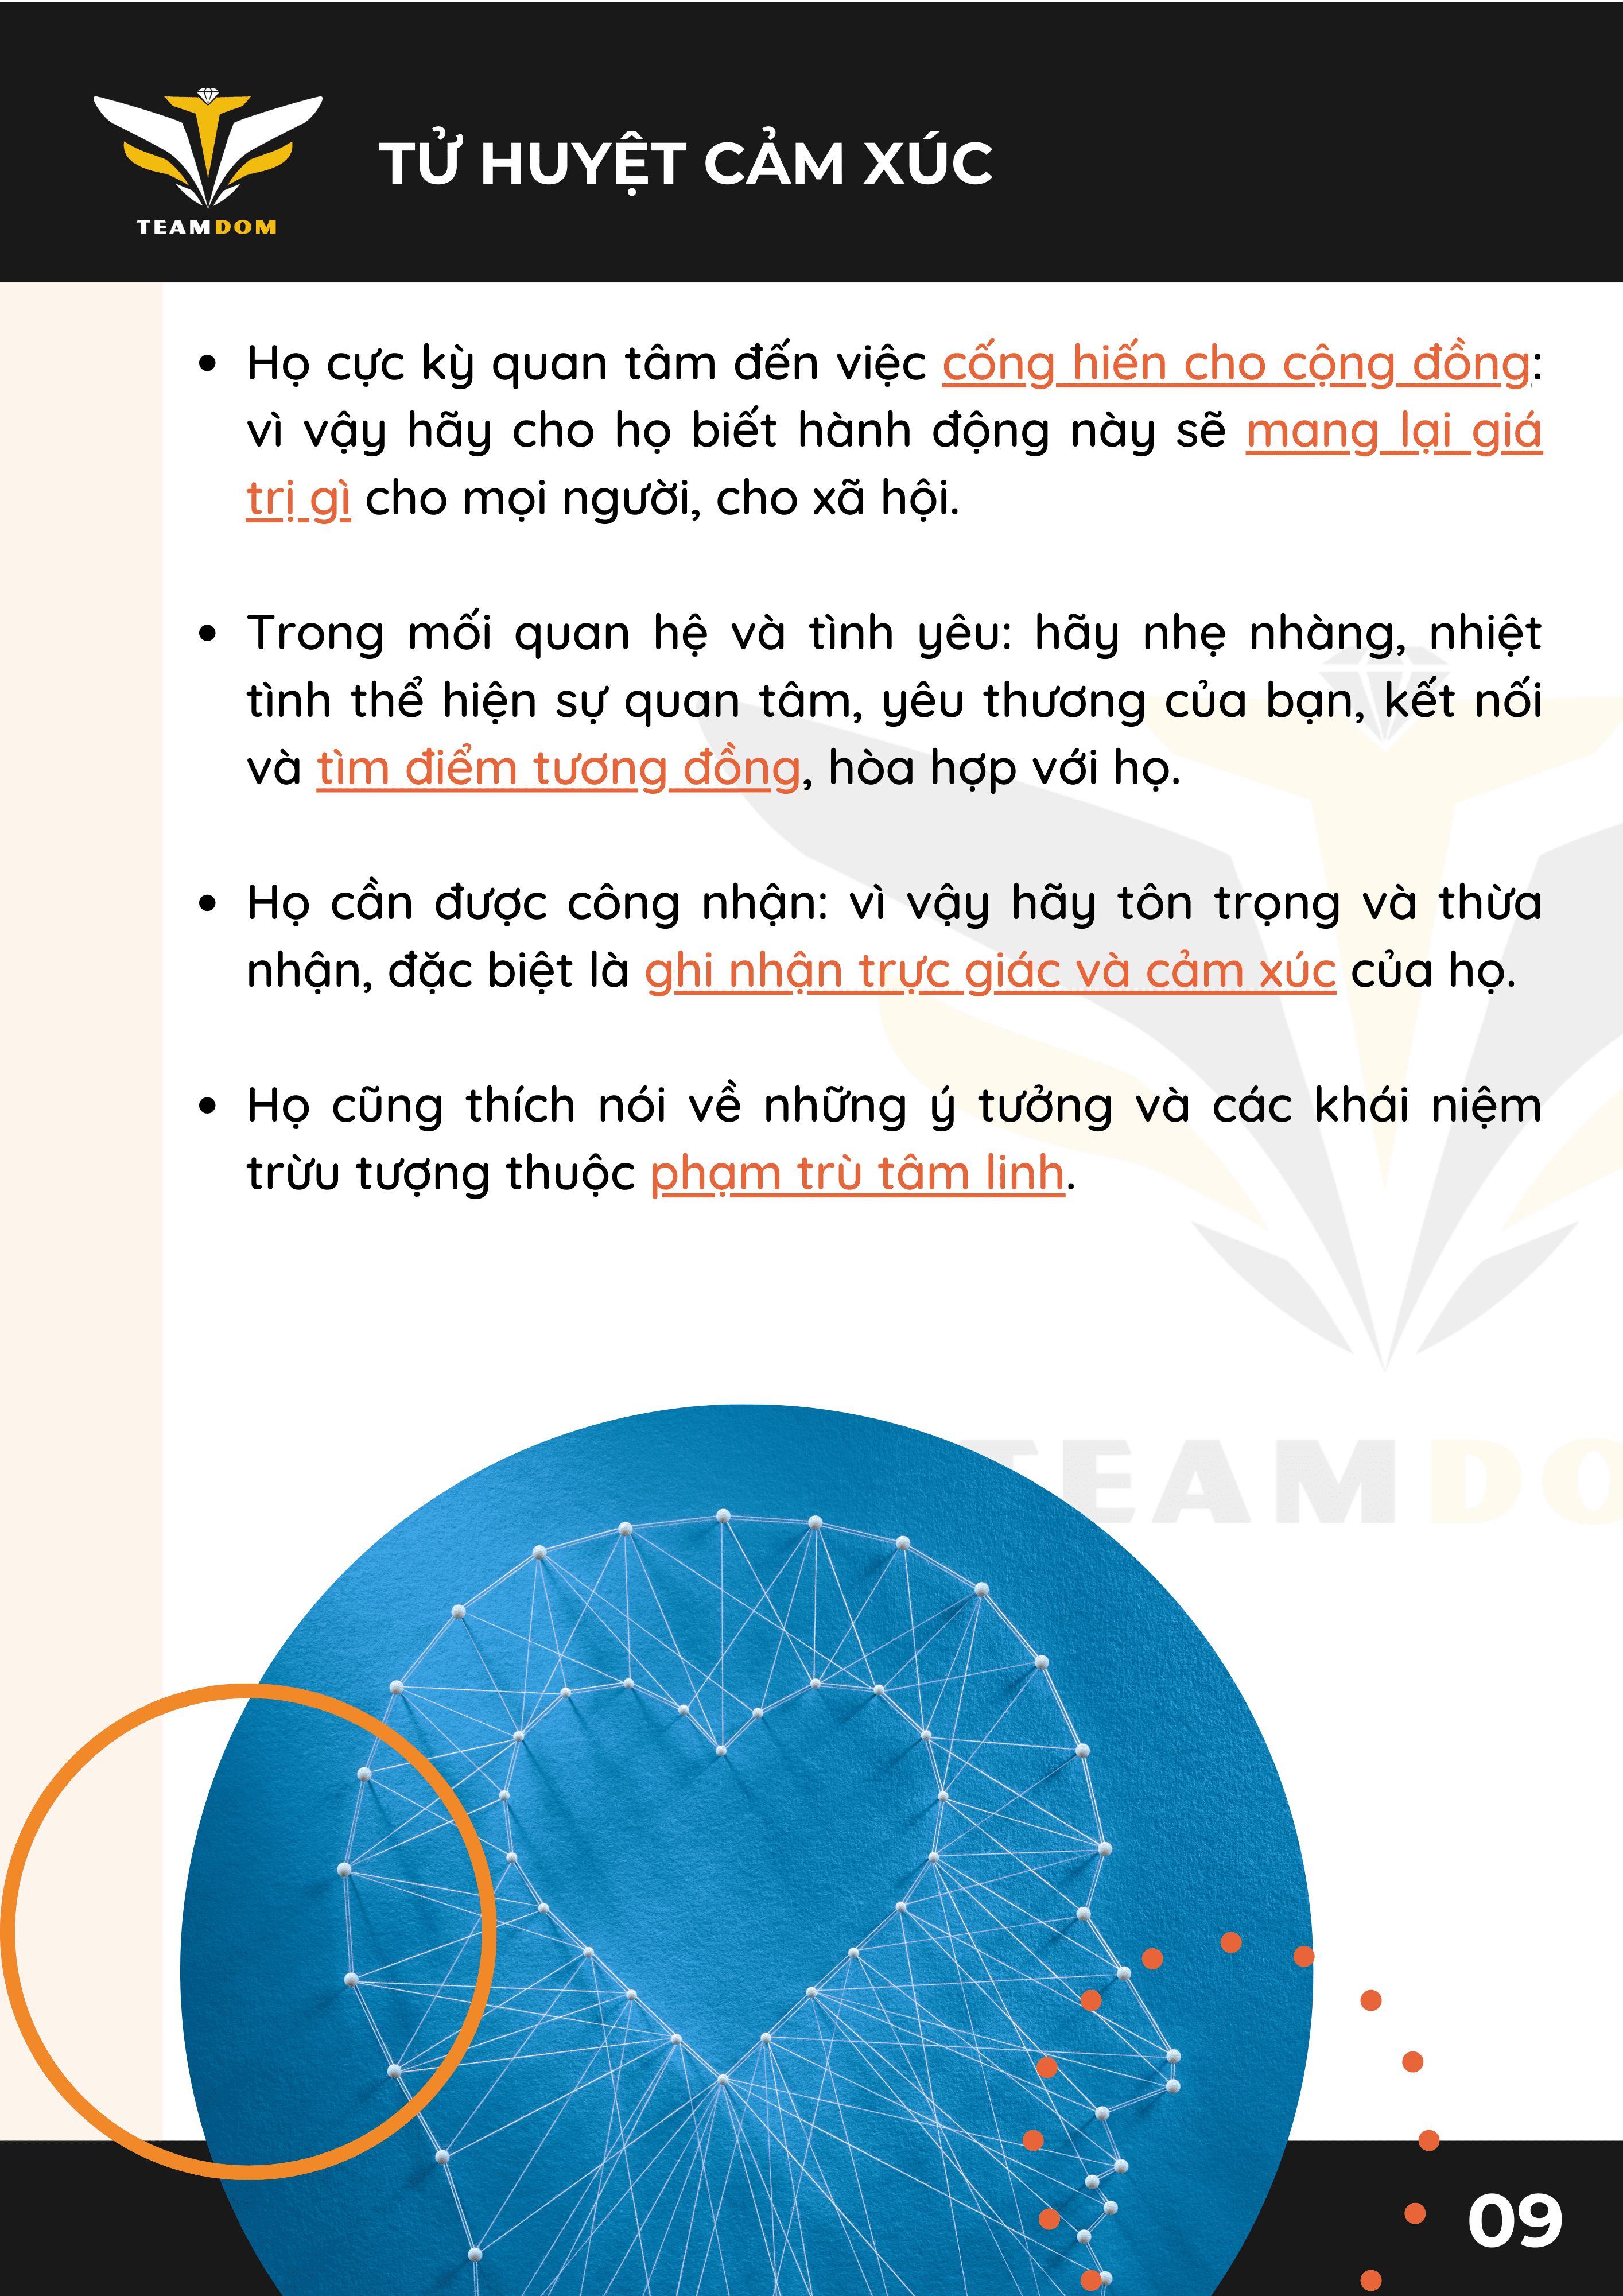 TEAMDOM
TỬ HUYỆT CẢM XÚC
• Họ cực kỳ quan tâm đến việc cống hiến cho cộng đồng:
vì vậy hãy cho họ biết hành động này sẽ mang lại giá
trị gì cho mọi người, cho xã hội.
• Trong mối quan hệ và tình yêu: hãy nhẹ nhàng, nhiệt
tình thể hiện sự quan tâm, yêu thương của bạn, kết nối
và tìm điểm tương đồng, hòa hợp với họ.
• Họ cần được công nhận: vì vậy hãy tôn trọng và thừa
nhận, đặc biệt là ghi nhận trực giác và cảm xúc của họ.
• Họ cũng thích nói về những ý tưởng và các khái niệm
trừu tượng thuộc phạm trù tâm linh.
TEAMDO
09